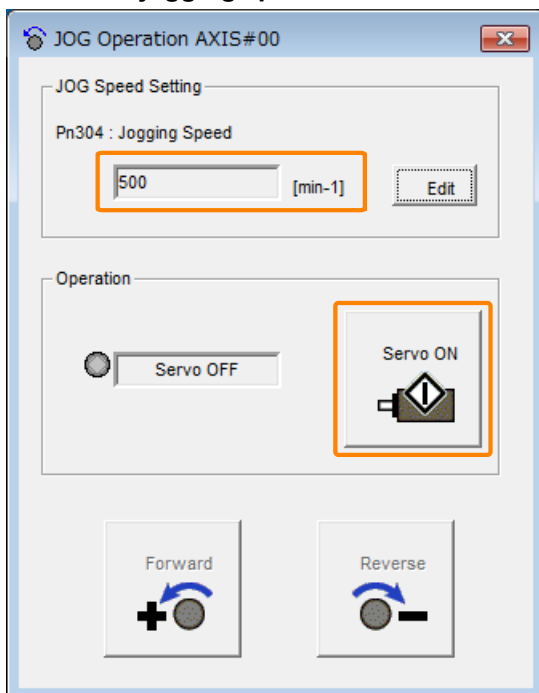 JOG Operation AXIS#00
JOG Speed Setting
Pn304 : Jogging Speed
500 [min-1] Edit
Operation
Servo OFF
Servo ON
Forward
Reverse